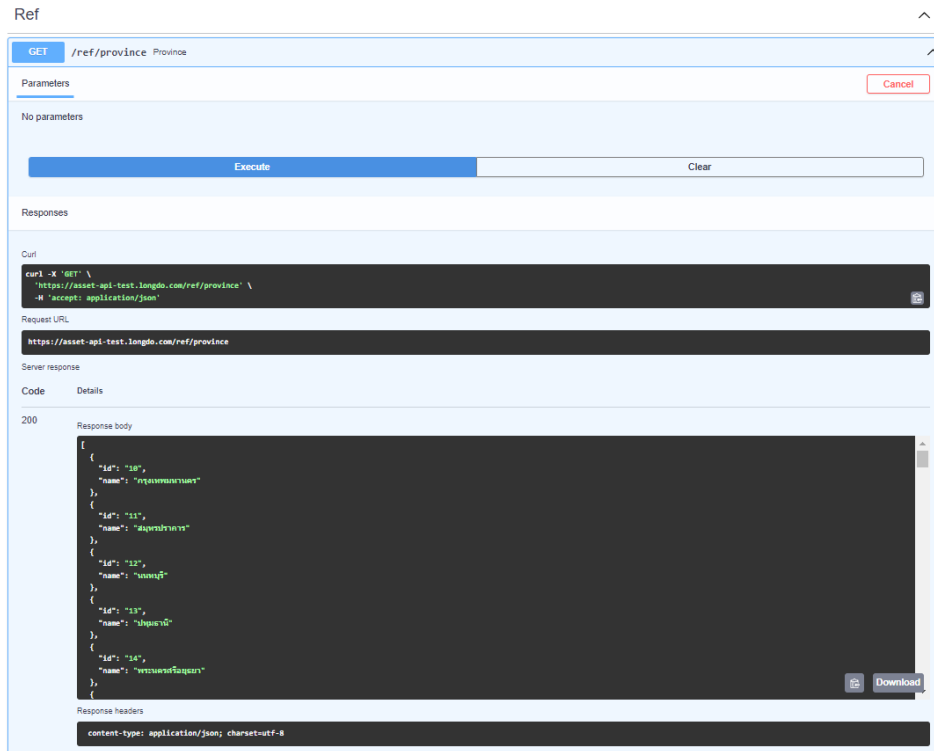 Ref
GET /ref/province Province
Parameters Cancel
No parameters
Execute Clear
Responses
Curl
curl -X 'GET' \
'https://asset-api-test.longdo.com/ref/province' \
-H 'accept: application/json'
Request URL
https://asset-api-test.longdo.com/ref/province
Server response
Code Details
200
Response body
[
{
"id": "10",
"name": "กรุงเทพมหานคร"
},
{
"id": "11",
"name": "สมุทรปราการ"
},
{
"id": "12",
"name": "นนทบุรี"
},
{
"id": "13",
"name": "ปทุมธานี"
},
{
"id": "14",
"name": "พระนครศรีอยุธยา"
},
{
Download
Response headers
content-type: application/json; charset=utf-8